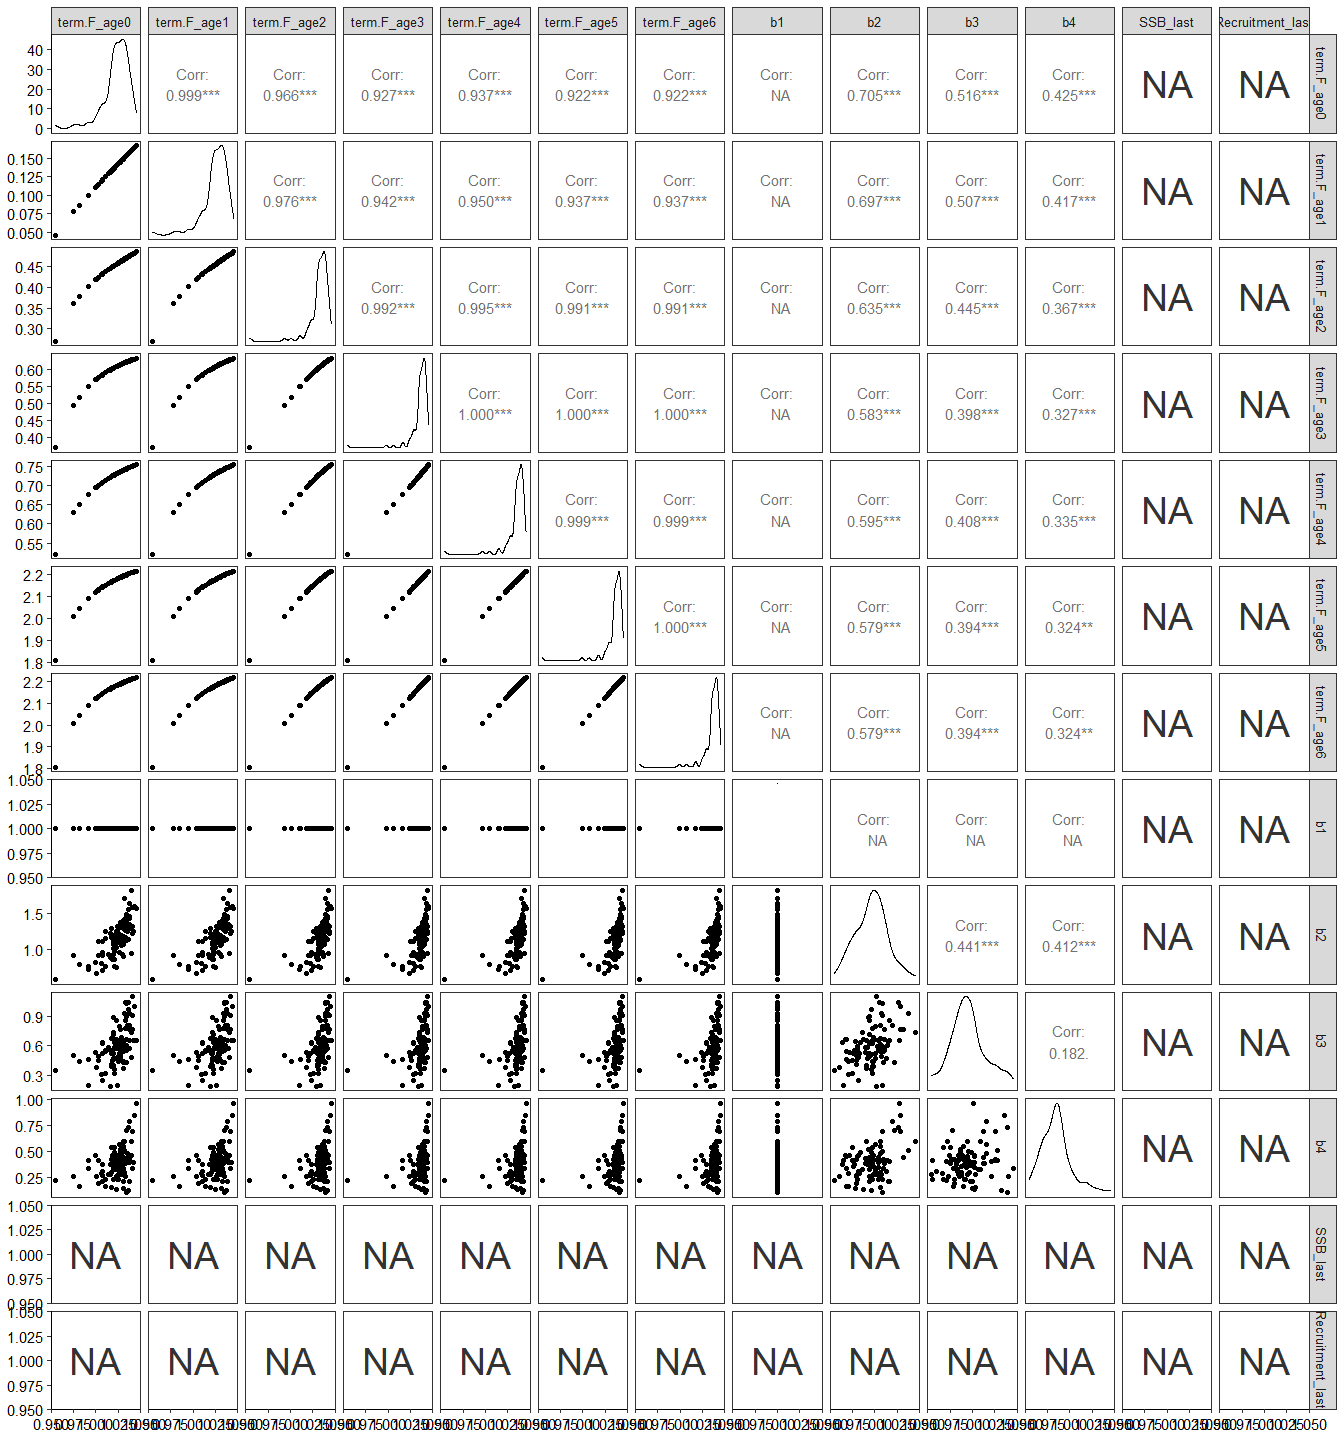 term.F_age0 term.F_age1 term.F_age2 term.F_age3 term.F_age4 term.F_age5 term.F_age6 b1 b2 b3 b4 SSB_last Recruitment_las
40
30
20
10
0
Corr: Corr: Corr: Corr: Corr: Corr: Corr: Corr: Corr: Corr:
0.999*** 0.966*** 0.927*** 0.937*** 0.922*** 0.922*** NA 0.705*** 0.516*** 0.425***
NA NA
term.F_age0
0.150
0.125
0.100
0.075
0.050
Corr: Corr: Corr: Corr: Corr: Corr: Corr: Corr: Corr:
0.976*** 0.942*** 0.950*** 0.937*** 0.937*** NA 0.697*** 0.507*** 0.417***
NA NA
term.F_age1
0.45
0.40
0.35
0.30
Corr: Corr: Corr: Corr: Corr: Corr: Corr: Corr:
0.992*** 0.995*** 0.991*** 0.991*** NA 0.635*** 0.445*** 0.367***
NA NA
term.F_age2
0.60
0.55
0.50
0.45
0.40
Corr: Corr: Corr: Corr: Corr: Corr: Corr:
1.000*** 1.000*** 1.000*** NA 0.583*** 0.398*** 0.327***
NA NA
term.F_age3
0.75
0.70
0.65
0.60
0.55
Corr: Corr: Corr: Corr: Corr: Corr:
0.999*** 0.999*** NA 0.595*** 0.408*** 0.335***
NA NA
term.F_age4
2.2
2.1
2.0
1.9
1.8
Corr: Corr: Corr: Corr: Corr:
1.000*** NA 0.579*** 0.394*** 0.324**
NA NA
term.F_age5
2.2
2.1
2.0
1.9
1.8
Corr: Corr: Corr: Corr:
NA 0.579*** 0.394*** 0.324**
NA NA
term.F_age6
1.050
1.025
1.000
0.975
0.950
Corr: Corr: Corr:
NA NA NA
NA NA
b1
1.5
1.0
Corr: Corr:
0.441*** 0.412***
NA NA
b2
0.9
0.6
0.3
Corr:
0.182.
NA NA
b3
1.00
0.75
0.50
0.25
NA NA
b4
1.050
1.025
1.000
0.975
0.950
NA NA NA NA NA NA NA NA NA NA NA NA NA
SSB_last
1.050
1.025
1.000
0.975
0.950
NA NA NA NA NA NA NA NA NA NA NA NA NA
Recruitment_last